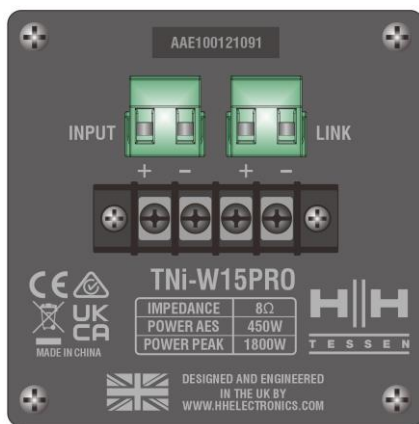 AAE100121091
INPUT
LINK
+ − + −
TNi-W15PRO
IMPEDANCE 8Ω
POWER AES 450W
POWER PEAK 1800W
CE
UK
CA
MADE IN CHINA
H||H
TESSEN
DESIGNED AND ENGINEERED
IN THE UK BY
WWW.HHELECTRONICS.COM